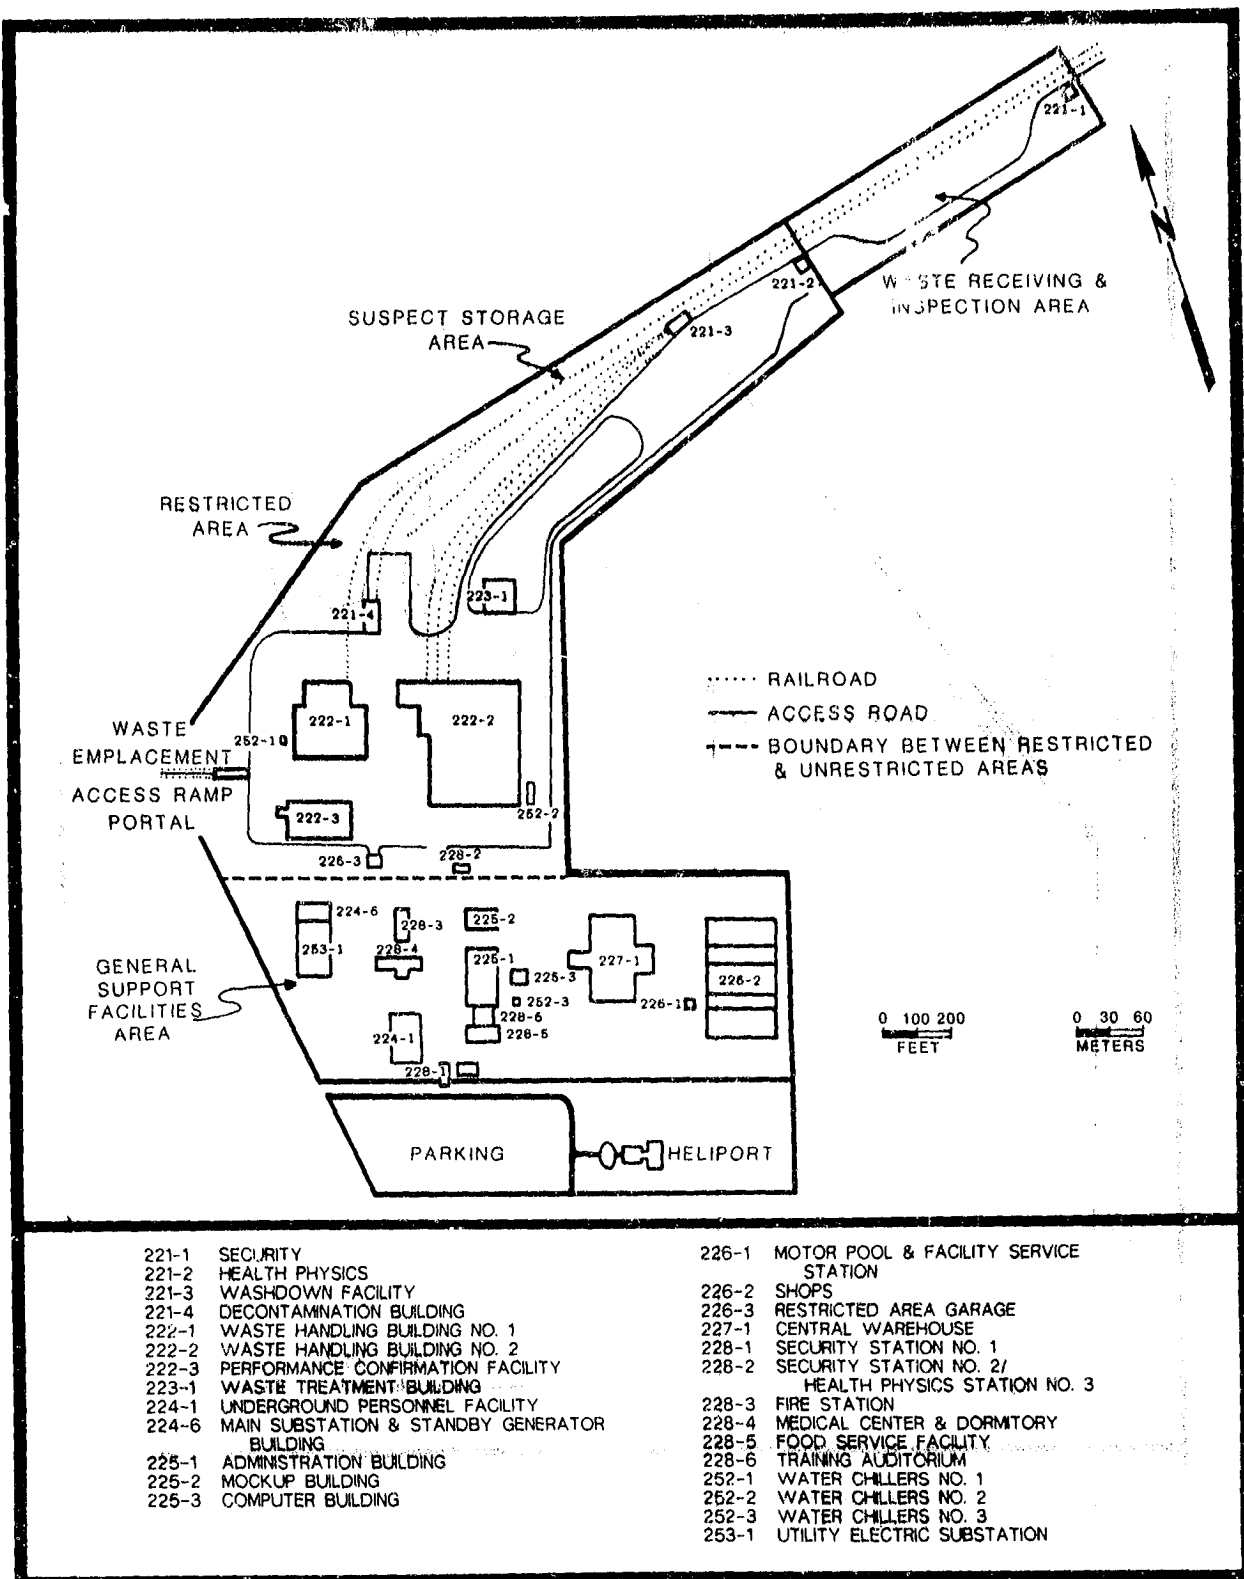 221-1
WASTE RECEIVING &
INSPECTION AREA
N
221-2
221-3
SUSPECT STORAGE
AREA
RESTRICTED
AREA
223-1
221-4
RAILROAD
ACCESS ROAD
BOUNDARY BETWEEN RESTRICTED
& UNRESTRICTED AREAS
222-1
222-2
252-1
WASTE
EMPLACEMENT
ACCESS RAMP
PORTAL
222-3
252-2
226-3
228-2
224-6
228-3
225-2
253-1
228-4
225-1
225-3
227-1
226-2
252-3
226-1
228-6
228-5
224-1
228-1
GENERAL
SUPPORT
FACILITIES
AREA
0 100 200
FEET
0 30 60
METERS
PARKING
HELIPORT
221-1 SECURITY
221-2 HEALTH PHYSICS
221-3 WASHDOWN FACILITY
221-4 DECONTAMINATION BUILDING
222-1 WASTE HANDLING BUILDING NO. 1
222-2 WASTE HANDLING BUILDING NO. 2
222-3 PERFORMANCE CONFIRMATION FACILITY
223-1 WASTE TREATMENT BUILDING
224-1 UNDERGROUND PERSONNEL FACILITY
224-6 MAIN SUBSTATION & STANDBY GENERATOR
BUILDING
225-1 ADMINISTRATION BUILDING
225-2 MOCKUP BUILDING
225-3 COMPUTER BUILDING
226-1 MOTOR POOL & FACILITY SERVICE
STATION
226-2 SHOPS
226-3 RESTRICTED AREA GARAGE
227-1 CENTRAL WAREHOUSE
228-1 SECURITY STATION NO. 1
228-2 SECURITY STATION NO. 2/
HEALTH PHYSICS STATION NO. 3
228-3 FIRE STATION
228-4 MEDICAL CENTER & DORMITORY
228-5 FOOD SERVICE FACILITY
228-6 TRAINING AUDITORIUM
252-1 WATER CHILLERS NO. 1
252-2 WATER CHILLERS NO. 2
252-3 WATER CHILLERS NO. 3
253-1 UTILITY ELECTRIC SUBSTATION